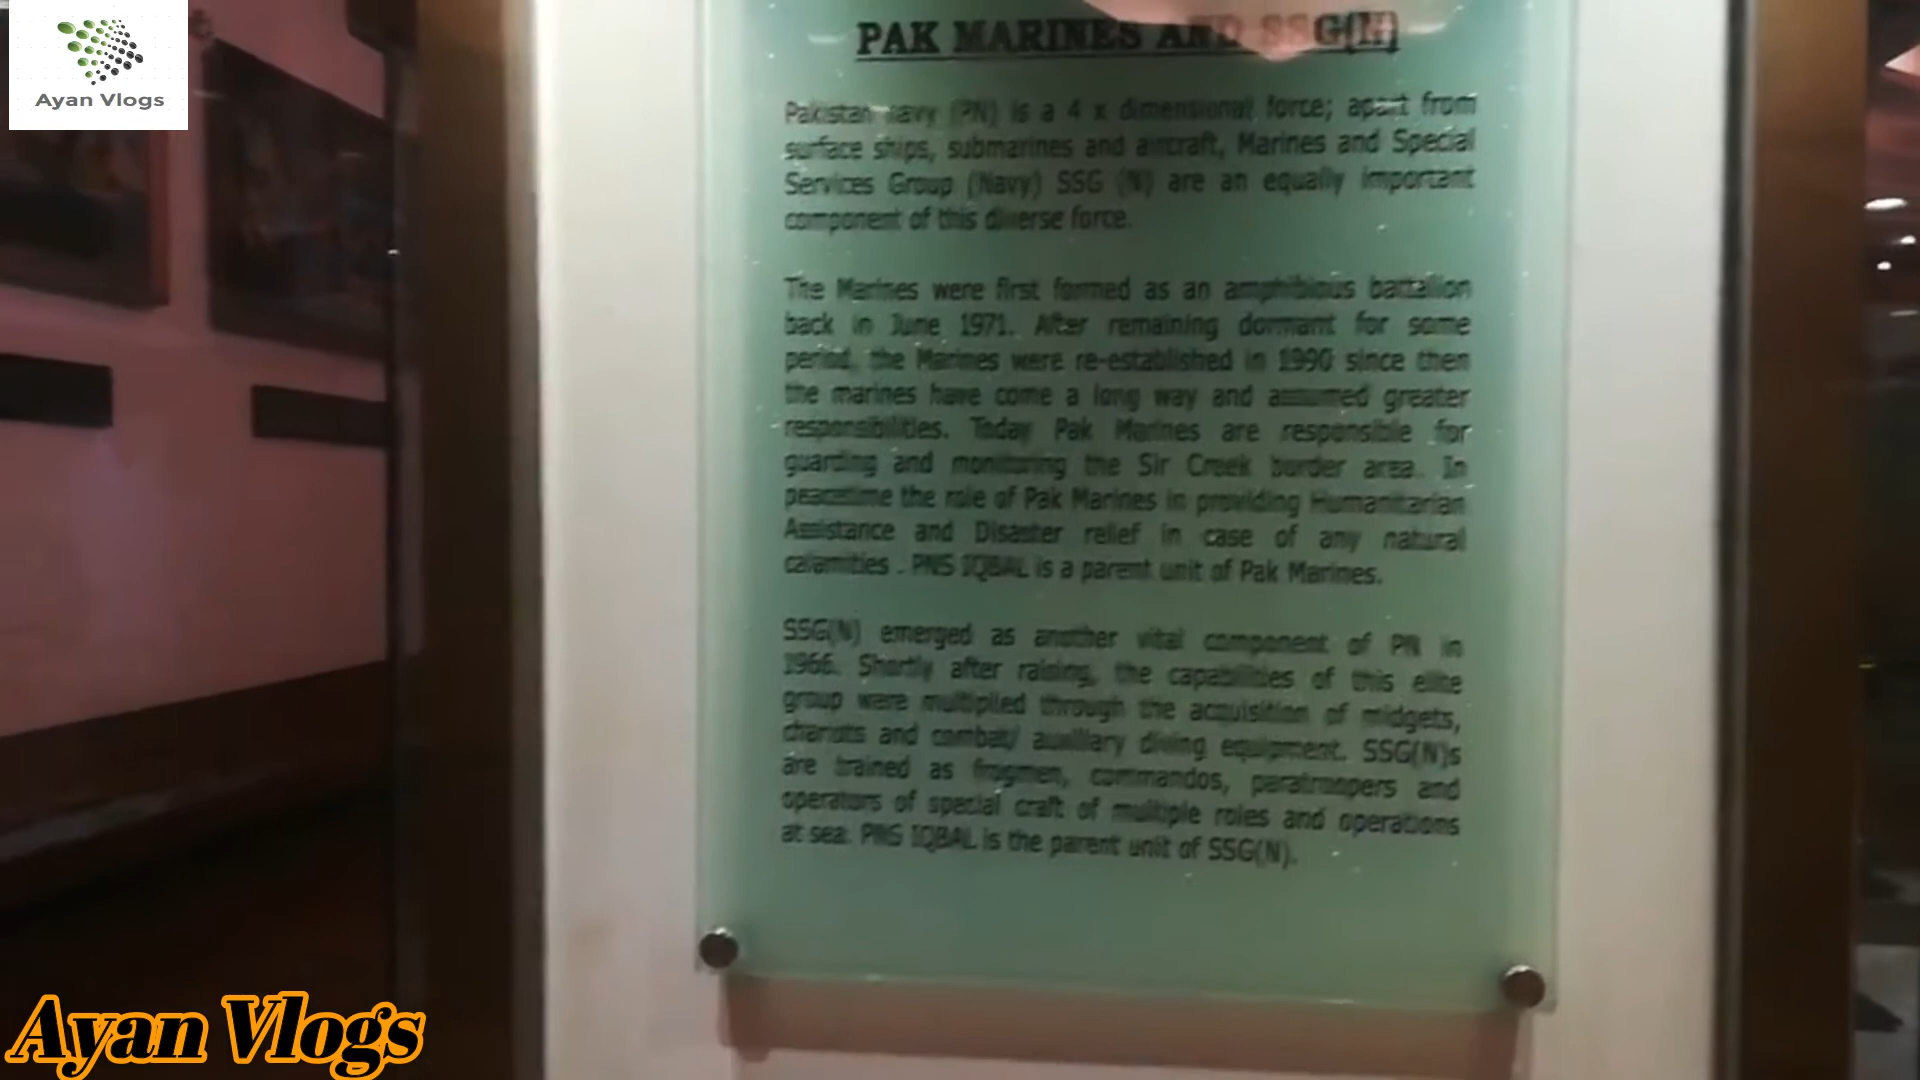 Ayan Vlogs
PAK MARINES AND SSG(N)
Pakistan navy (PN) is a 4 x dimensional force; apart from
surface ships, submarines and aircraft, Marines and Special
Services Group (Navy) SSG (N) are an equally important
component of this diverse force.
The Marines were first formed as an amphibious battalion
back in June 1971. After remaining dormant for some
period, the Marines were re-established in 1990 since then
the marines have come a long way and assumed greater
responsibilities. Today Pak Marines are responsible for
guarding and monitoring the Sir Creek border area. In
peacetime the role of Pak Marines in providing Humanitarian
Assistance and Disaster relief in case of any natural
calamities . PNS IQBAL is a parent unit of Pak Marines.
SSG(N) emerged as another vital component of PN in
1966. Shortly after raising, the capabilities of this elite
group were multiplied through the acquisition of midgets,
chariots and combat/ auxiliary diving equipment. SSG(N)s
are trained as frogmen, commandos, paratroopers and
operators of special craft of multiple roles and operations
at sea. PNS IQBAL is the parent unit of SSG(N).
Ayan Vlogs